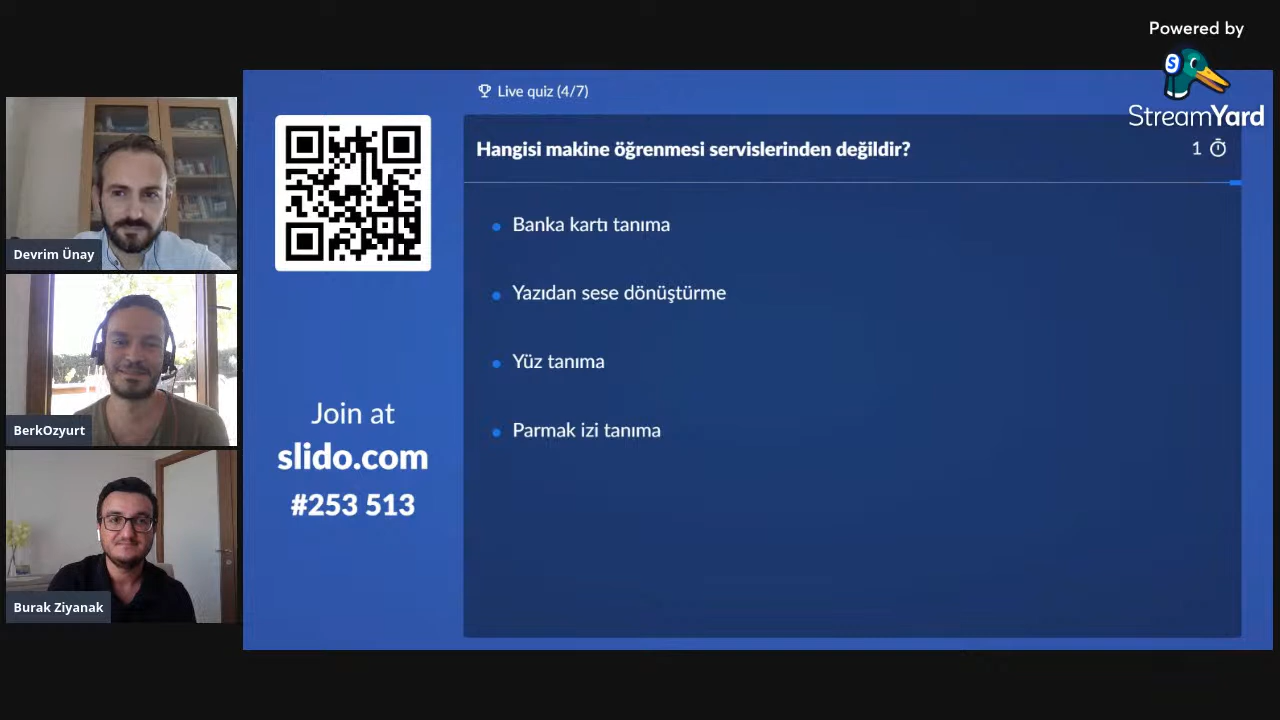 Powered by
StreamYard
Live quiz (4/7)
Hangisi makine öğrenmesi servislerinden değildir?
1
Banka kartı tanıma
Yazıdan sese dönüştürme
Yüz tanıma
Parmak izi tanıma
Join at
slido.com
#253 513
Devrim Ünay
BerkOzyurt
Burak Ziyanak